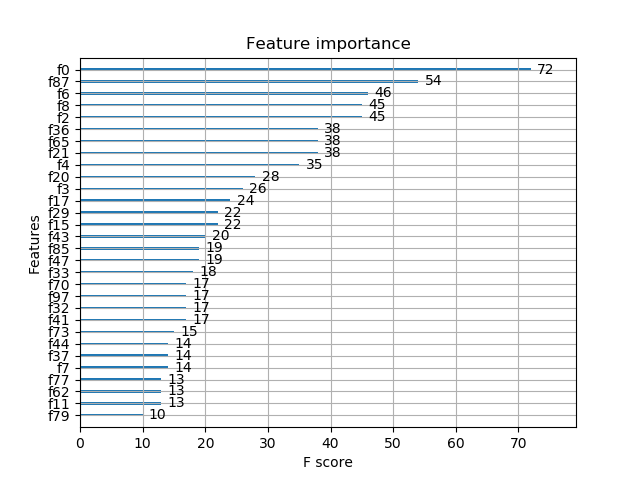 Feature importance
f0 72
f87 54
f6 46
f8 45
f2 45
f36 38
f65 38
f21 38
f4 35
f20 28
f3 26
f17 24
f29 22
f15 22
f43 20
f85 19
f47 19
f33 18
f70 17
f97 17
f32 17
f41 17
f73 15
f44 14
f37 14
f7 14
f77 13
f62 13
f11 13
f79 10
Features
0 10 20 30 40 50 60 70
F score